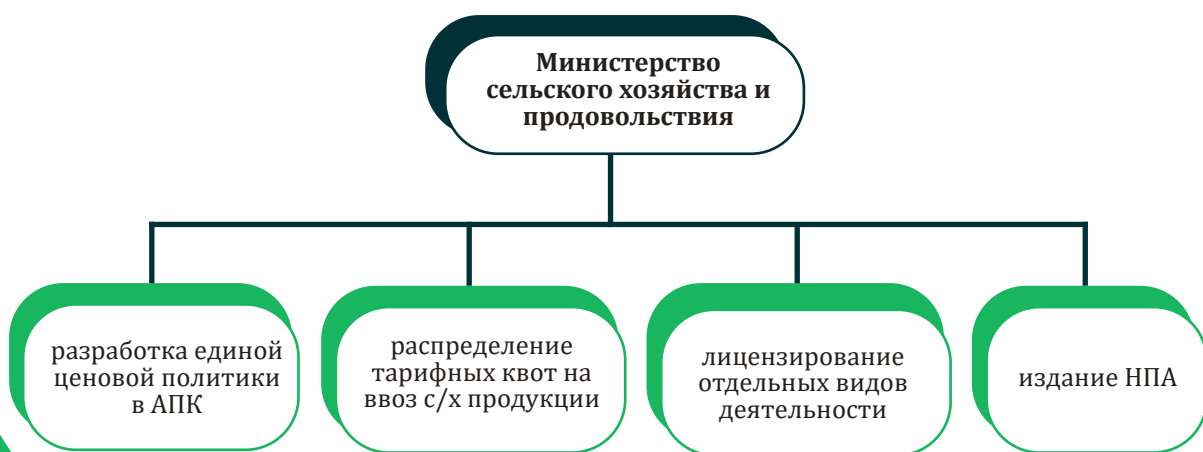 Министерство
сельского хозяйства и
продовольствия
разработка единой
ценовой политики
в АПК
распределение
тарифных квот на
ввоз с/х продукции
лицензирование
отдельных видов
деятельности
издание НПА